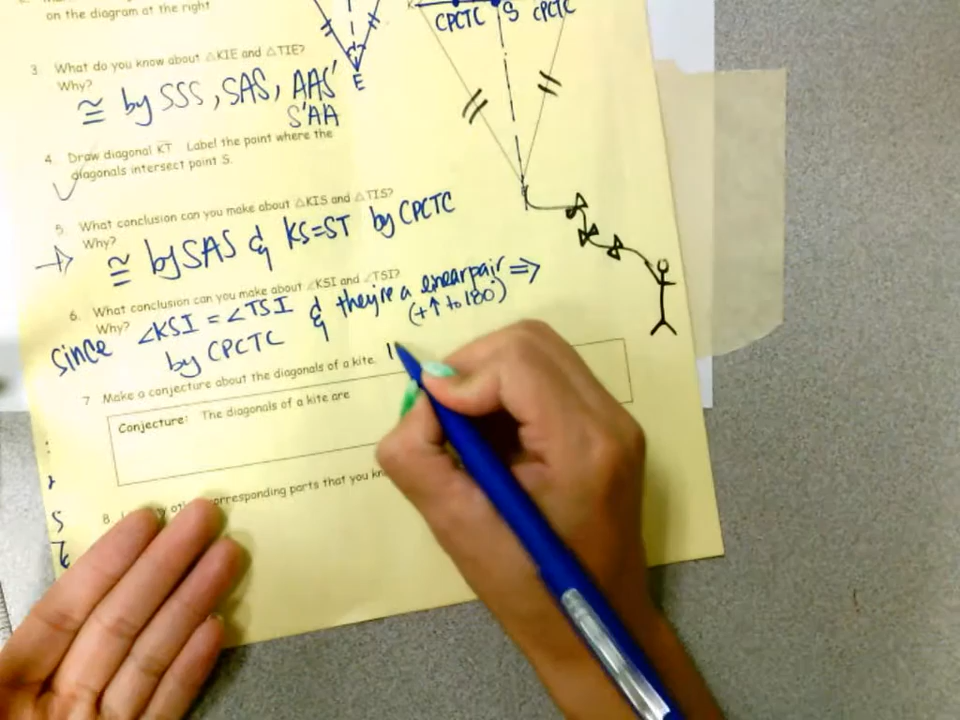 on the diagram at the right
K
CPCTC S CPCTC
3. What do you know about △KIE and △TIE?
Why?
≅ by SSS, SAS, AAS'
S'AA
E
4. Draw diagonal KT Label the point where the
diagonals intersect point S.
5. What conclusion can you make about △KIS and △TIS?
Why?
≅ by SAS & KS=ST by CPCTC
6. What conclusion can you make about ∠KSI and ∠TSI?
Why?
since ∠KSI = ∠TSI & they're a linear pair ⇒
by CPCTC (+↑ to 180°)
7 Make a conjecture about the diagonals of a kite.
Conjecture: The diagonals of a kite are
8. corresponding parts that you